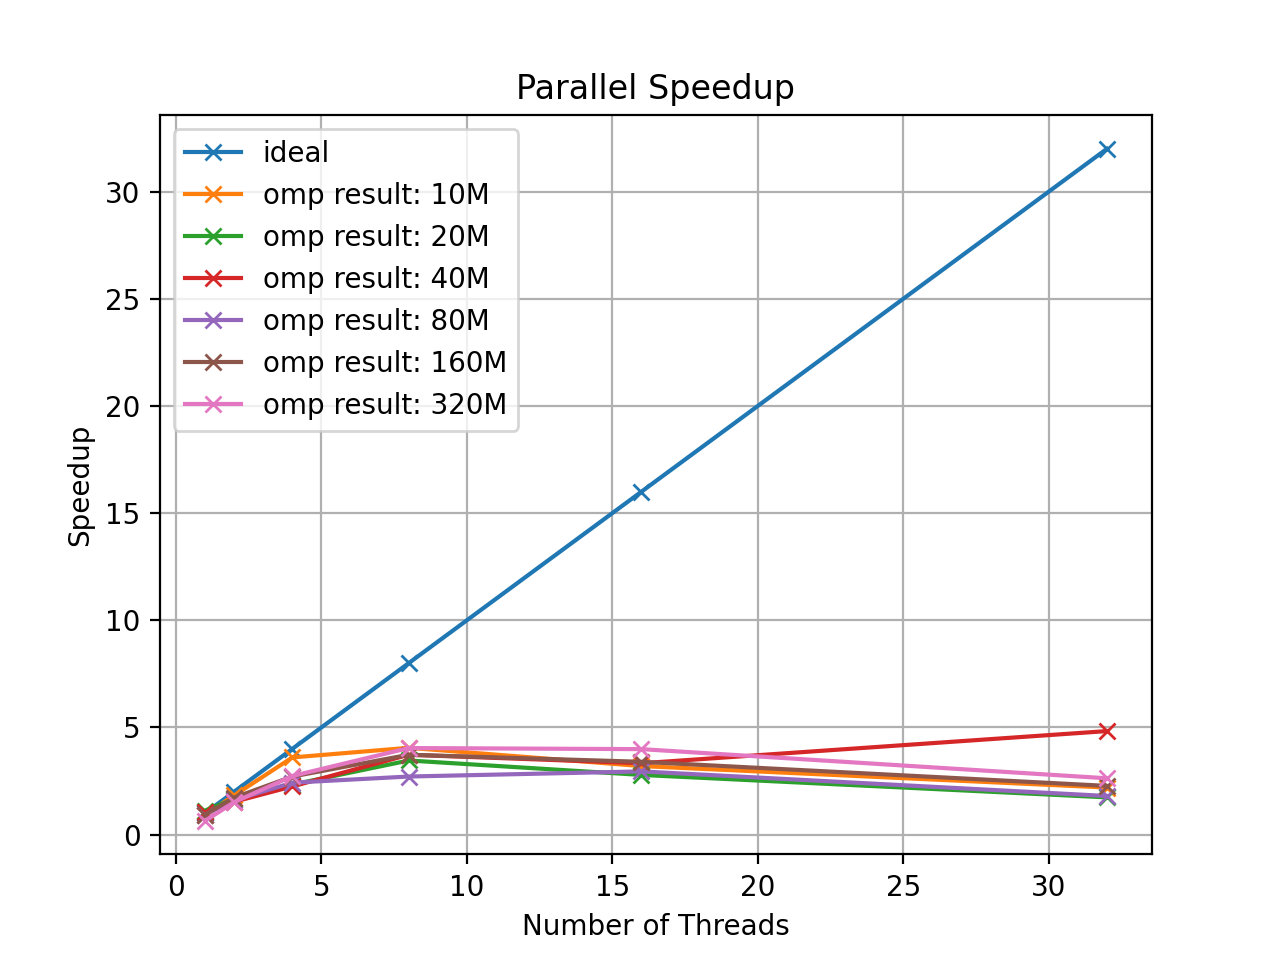 Parallel Speedup
ideal
omp result: 10M
omp result: 20M
omp result: 40M
omp result: 80M
omp result: 160M
omp result: 320M
Speedup
30
25
20
15
10
5
0
0 5 10 15 20 25 30
Number of Threads